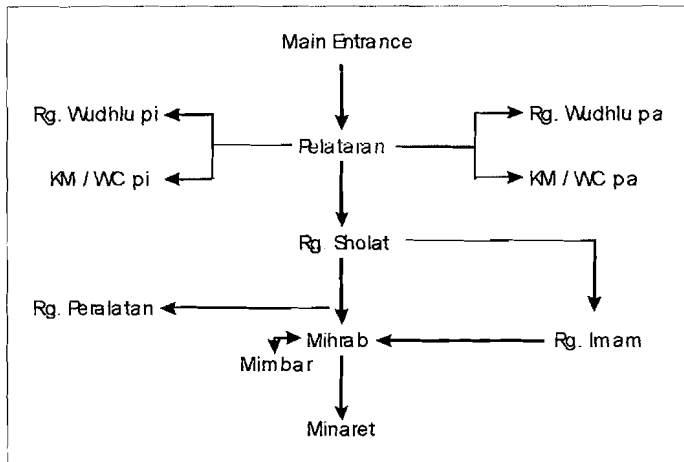 Main Entrance
Rg. Wudhlu pi
Rg. Wudhlu pa
Pelataran
KM / WC pi
KM / WC pa
Rg. Sholat
Rg. Peralatan
Mihrab
Rg. Imam
Mimbar
Minaret